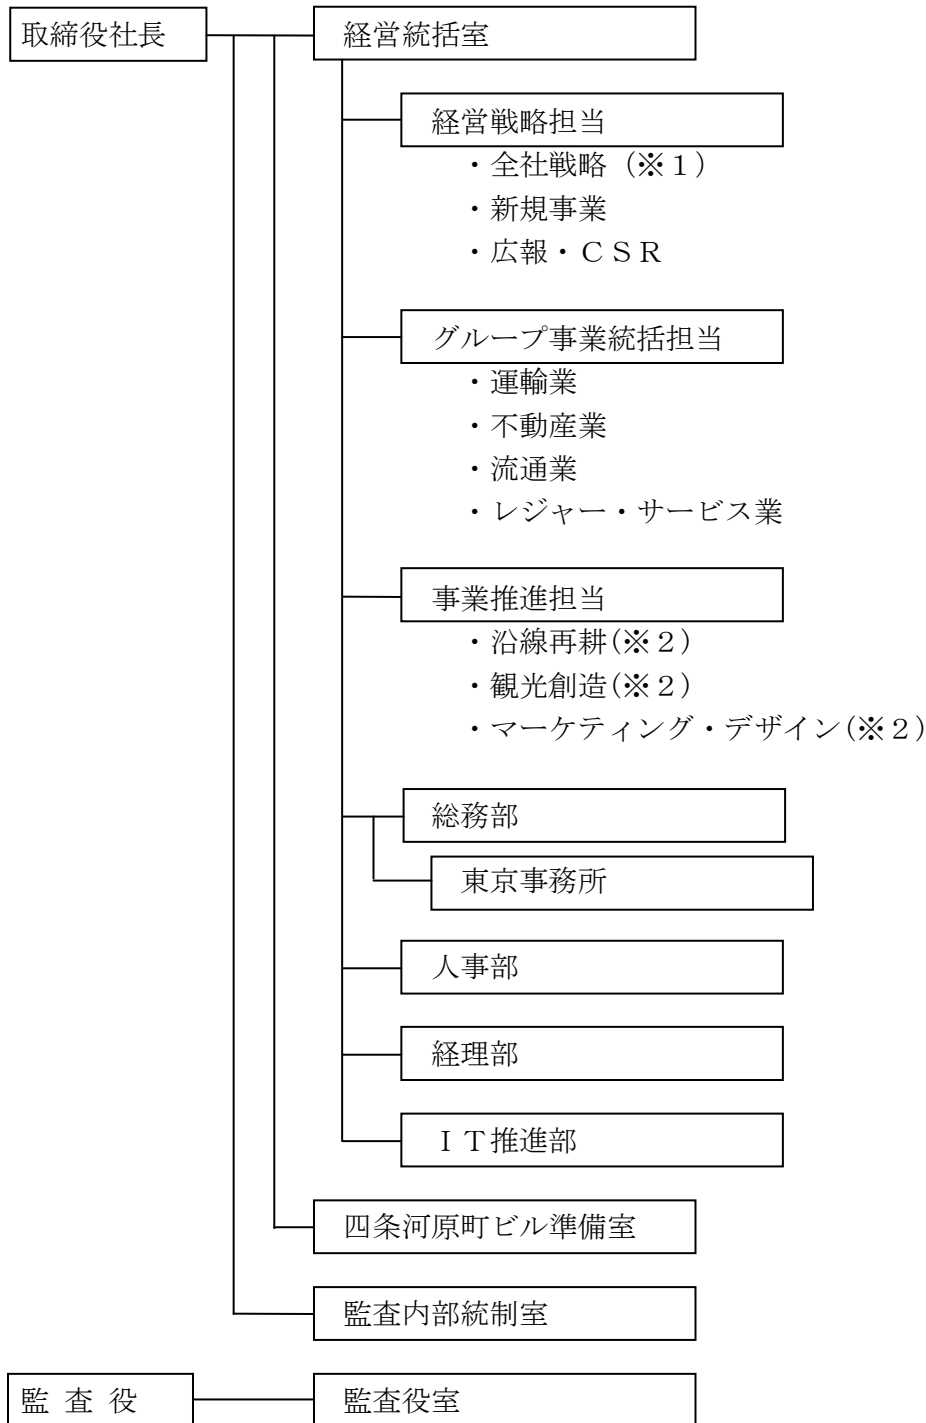 取締役社長
経営統括室
経営戦略担当
・全社戦略（※１）
・新規事業
・広報・ＣＳＲ
グループ事業統括担当
・運輸業
・不動産業
・流通業
・レジャー・サービス業
事業推進担当
・沿線再耕(※２)
・観光創造(※２)
・マーケティング・デザイン(※２)
総務部
東京事務所
人事部
経理部
ＩＴ推進部
四条河原町ビル準備室
監査内部統制室
監 査 役
監査役室